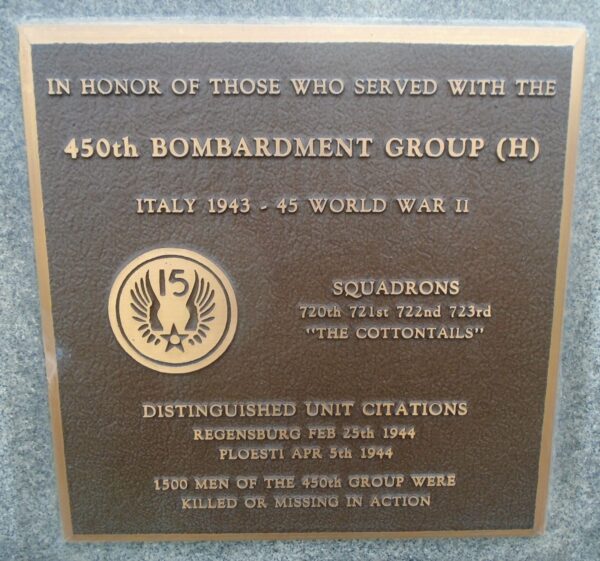 IN HONOR OF THOSE WHO SERVED WITH THE
450th BOMBARDMENT GROUP (H)
ITALY 1943 - 45 WORLD WAR II
15
SQUADRONS
720th 721st 722nd 723rd
"THE COTTONTAILS"
DISTINGUISHED UNIT CITATIONS
REGENSBURG FEB 25th 1944
PLOESTI APR 5th 1944
1500 MEN OF THE 450th GROUP WERE
KILLED OR MISSING IN ACTION